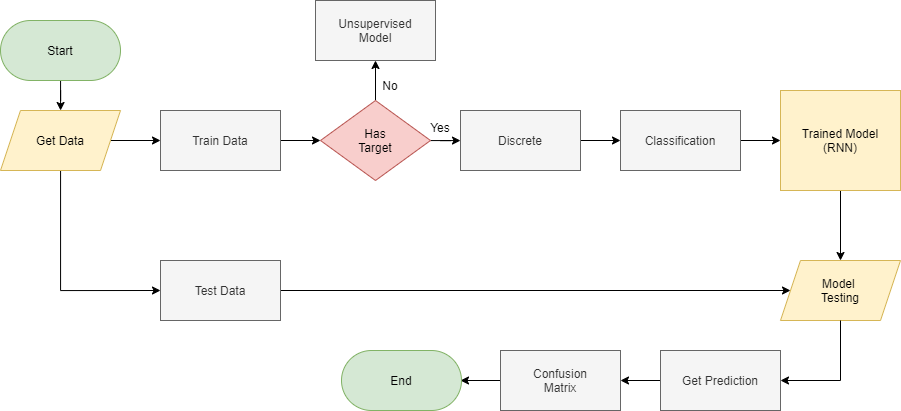 Unsupervised
Model
Start
No
Get Data
Train Data
Has
Target
Yes
Discrete
Classification
Trained Model
(RNN)
Test Data
Model
Testing
End
Confusion
Matrix
Get Prediction